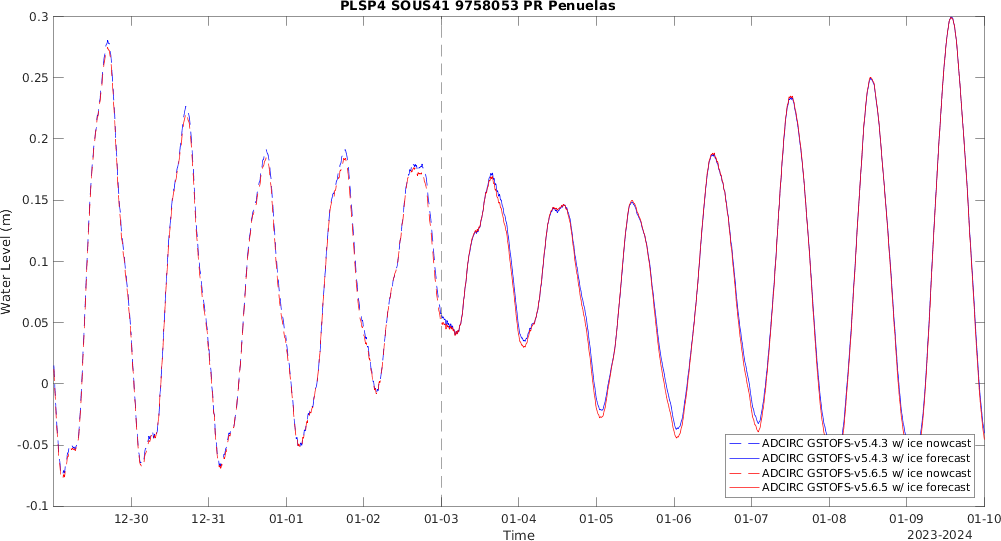 PLSP4 SOUS41 9758053 PR Penuelas
0.3
0.25
0.2
0.15
0.1
0.05
0
-0.05
-0.1
Water Level (m)
ADCIRC GSTOFS-v5.4.3 w/ ice nowcast
ADCIRC GSTOFS-v5.4.3 w/ ice forecast
ADCIRC GSTOFS-v5.6.5 w/ ice nowcast
ADCIRC GSTOFS-v5.6.5 w/ ice forecast
12-30 12-31 01-01 01-02 01-03 01-04 01-05 01-06 01-07 01-08 01-09 01-10
Time
2023-2024